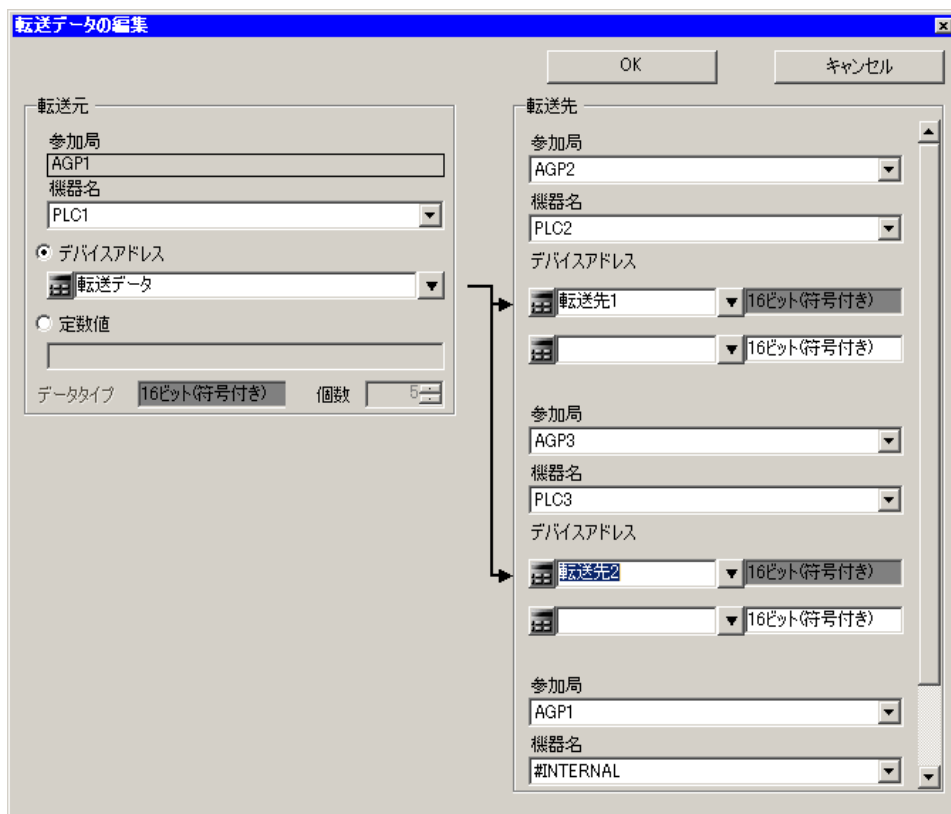 転送データの編集
OK
キャンセル
転送元
参加局
AGP1
機器名
PLC1
デバイスアドレス
転送データ
定数値
データタイプ 16ビット(符号付き) 個数 5
転送先
参加局
AGP2
機器名
PLC2
デバイスアドレス
転送先1 16ビット(符号付き)
16ビット(符号付き)
参加局
AGP3
機器名
PLC3
デバイスアドレス
転送先2 16ビット(符号付き)
16ビット(符号付き)
参加局
AGP1
機器名
#INTERNAL